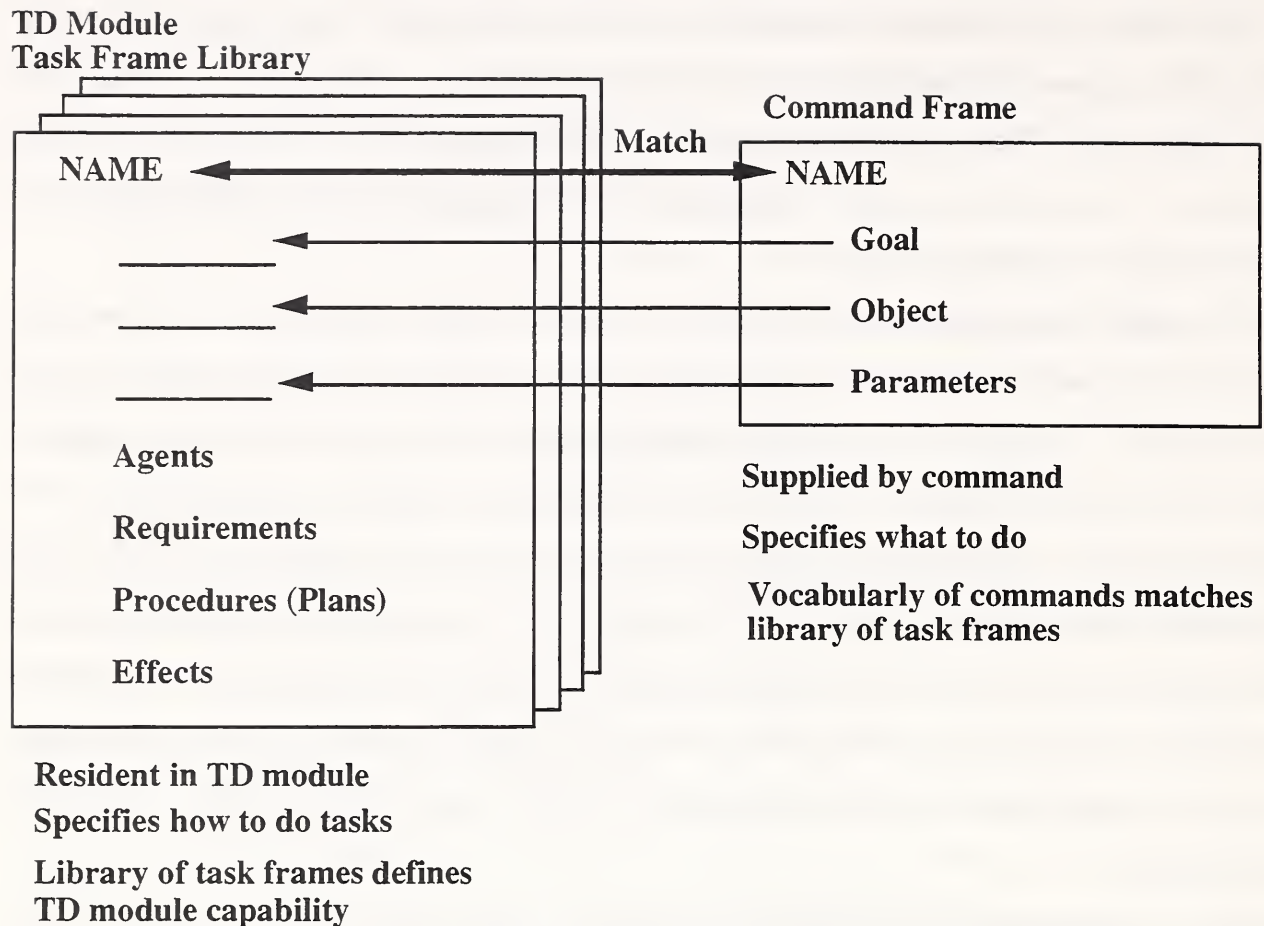 TD Module
Task Frame Library
NAME
Agents
Requirements
Procedures (Plans)
Effects
Resident in TD module
Specifies how to do tasks
Library of task frames defines
TD module capability
Match
Command Frame
NAME
Goal
Object
Parameters
Supplied by command
Specifies what to do
Vocabularly of commands matches
library of task frames